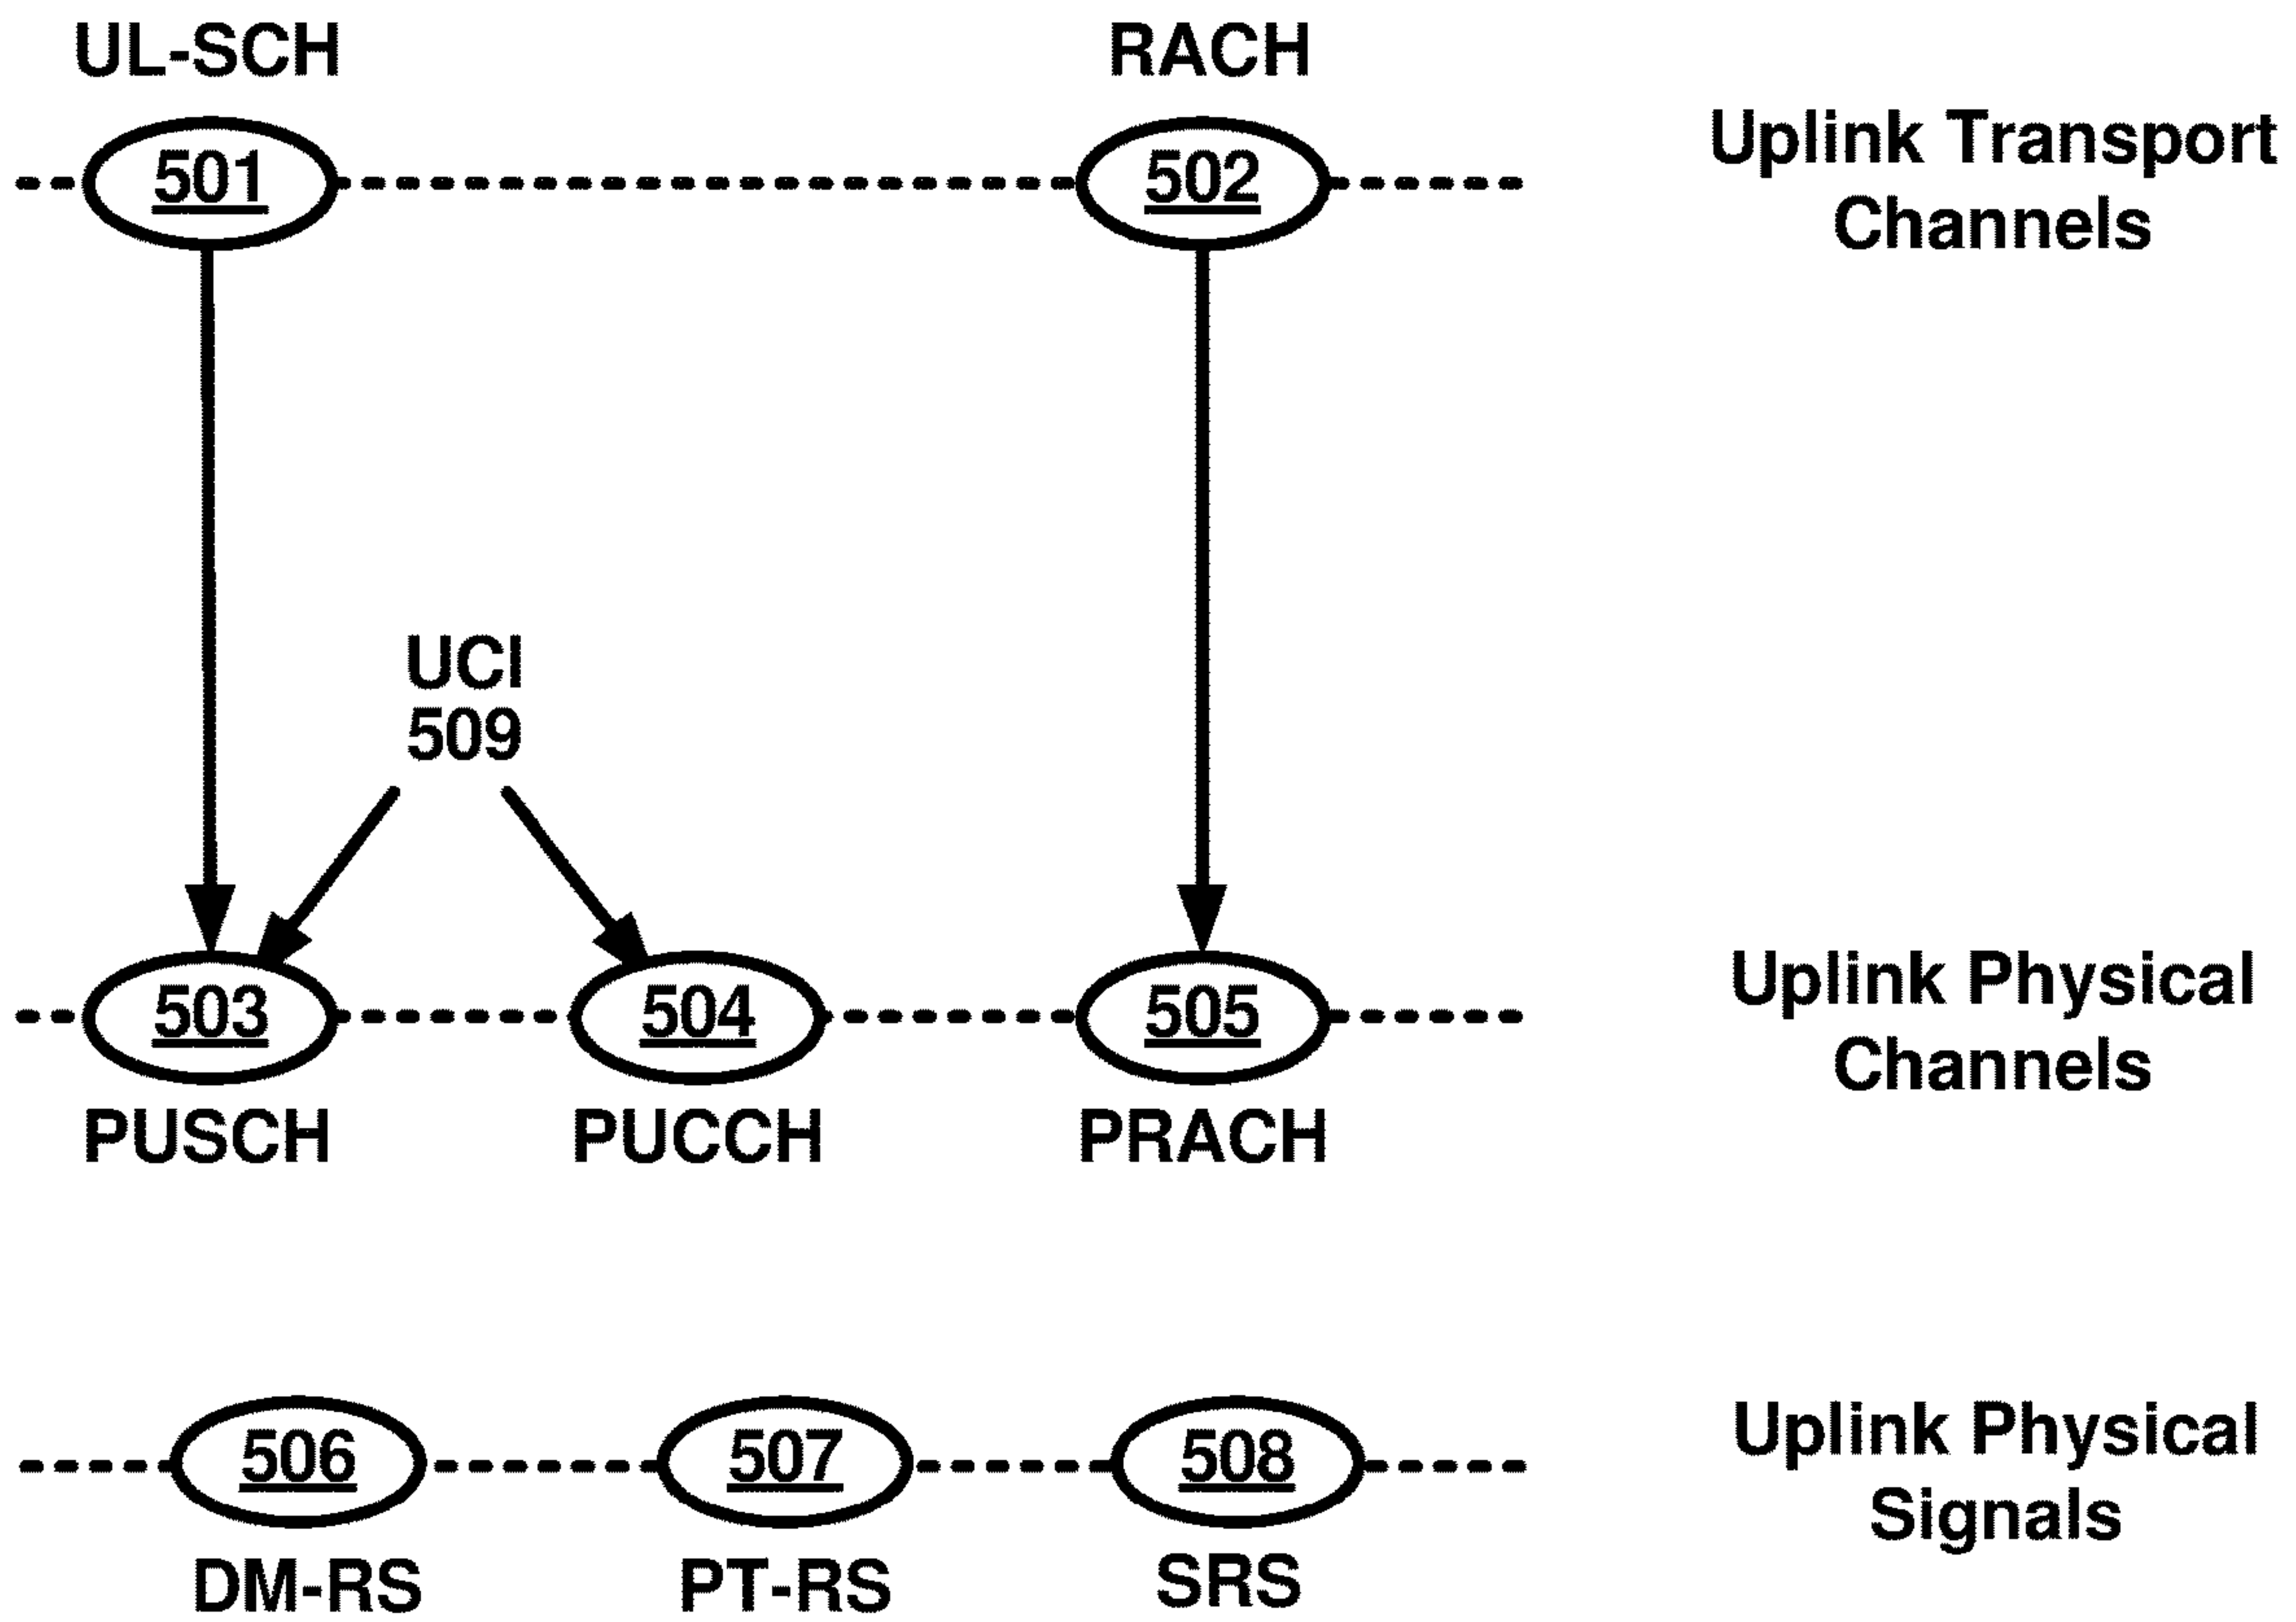 UL-SCH
RACH
501
502
Uplink Transport
Channels
UCI
509
503
504
505
Uplink Physical
Channels
PUSCH
PUCCH
PRACH
506
507
508
Uplink Physical
Signals
DM-RS
PT-RS
SRS